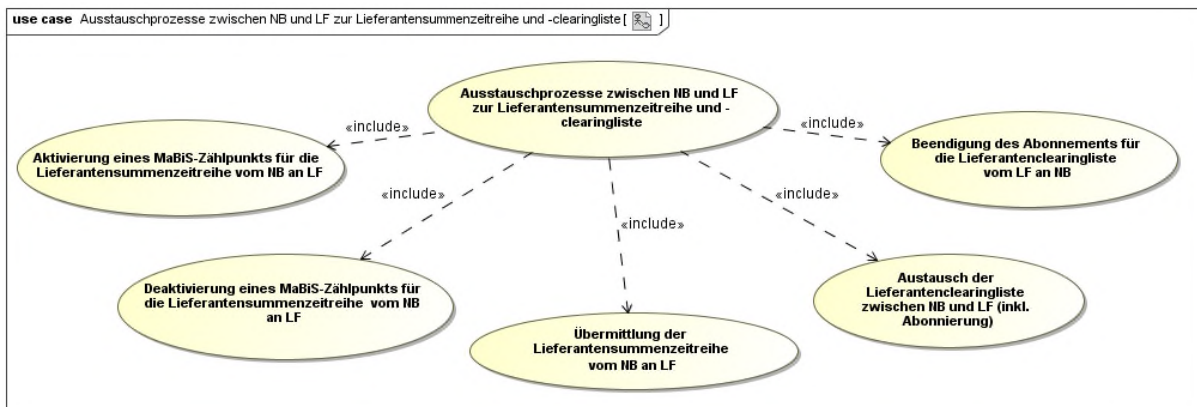 use case Ausstauschprozesse zwischen NB und LF zur Lieferantensummenzeitreihe und -clearingliste [ ]
Ausstauschprozesse zwischen NB und LF
zur Lieferantensummenzeitreihe und -
clearingliste
«include»
«include»
«include»
«include»
«include»
Aktivierung eines MaBiS-Zählpunkts für die
Lieferantensummenzeitreihe vom NB an LF
Beendigung des Abonnements für
die Lieferantenclearingliste
vom LF an NB
Deaktivierung eines MaBiS-Zählpunkts für
die Lieferantensummenzeitreihe vom NB
an LF
Austausch der
Lieferantenclearingliste
zwischen NB und LF (inkl.
Abonnierung)
Übermittlung der
Lieferantensummenzeitreihe
vom NB an LF